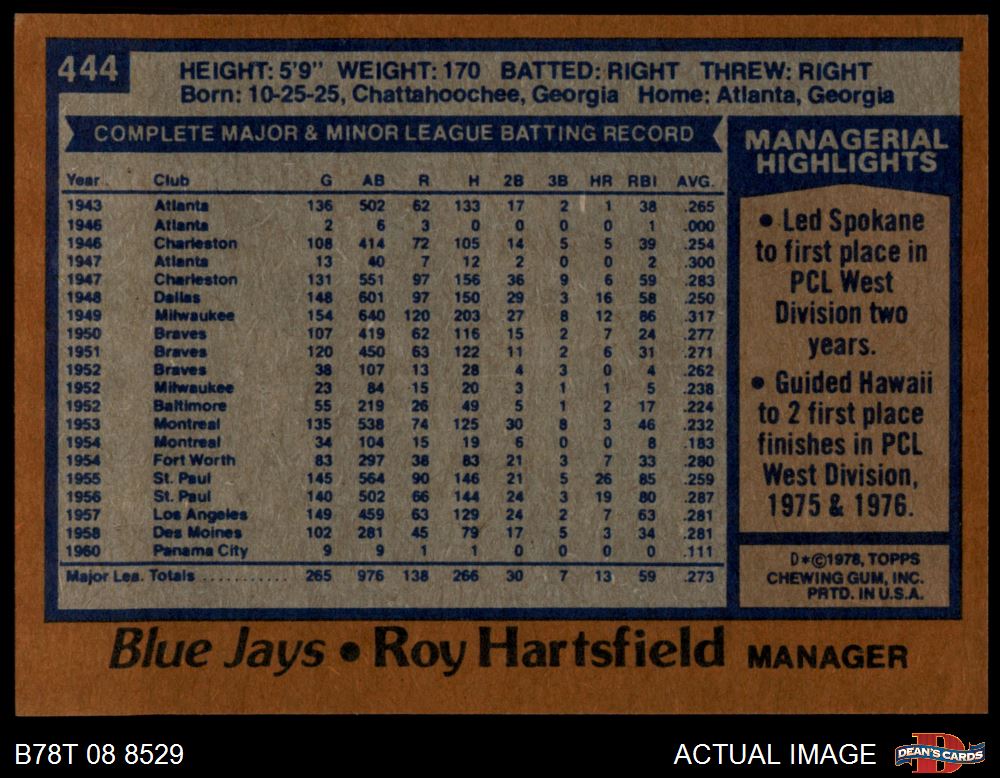 444
HEIGHT: 5'9" WEIGHT: 170 BATTED: RIGHT THREW: RIGHT
Born: 10-25-25, Chattahoochee, Georgia Home: Atlanta, Georgia
COMPLETE MAJOR & MINOR LEAGUE BATTING RECORD
Year Club G AB R H 2B 3B HR RBI AVG.
1943 Atlanta 136 502 62 133 17 2 1 38 .265
1946 Atlanta 2 6 3 0 0 0 0 1 .000
1946 Charleston 108 414 72 105 14 5 5 39 .254
1947 Atlanta 13 40 7 12 2 0 0 2 .300
1947 Charleston 131 551 97 156 36 9 6 59 .283
1948 Dallas 148 601 97 150 29 3 16 58 .250
1949 Milwaukee 154 640 120 203 27 8 12 86 .317
1950 Braves 107 419 62 116 15 2 7 24 .277
1951 Braves 120 450 63 122 11 2 6 31 .271
1952 Braves 38 107 13 28 4 3 0 4 .262
1952 Milwaukee 23 84 15 20 3 1 1 5 .238
1952 Baltimore 55 219 26 49 5 1 2 17 .224
1953 Montreal 135 538 74 125 30 8 3 46 .232
1954 Montreal 34 104 15 19 6 0 0 8 .183
1954 Fort Worth 83 297 38 83 21 3 7 33 .280
1955 St. Paul 145 564 90 146 21 5 26 85 .259
1956 St. Paul 140 502 66 144 24 3 19 80 .287
1957 Los Angeles 149 459 63 129 24 2 7 63 .281
1958 Des Moines 102 281 45 79 17 5 3 34 .281
1960 Panama City 9 9 1 1 0 0 0 0 .111
Major Lea. Totals ........... 265 976 138 266 30 7 13 59 .273
MANAGERIAL
HIGHLIGHTS
• Led Spokane
to first place in
PCL West
Division two
years.
• Guided Hawaii
to 2 first place
finishes in PCL
West Division,
1975 & 1976.
D*©1978, TOPPS
CHEWING GUM, INC.
PRTD. IN U.S.A.
Blue Jays • Roy Hartsfield MANAGER
B78T 08 8529
ACTUAL IMAGE
D
DEAN'S CARDS